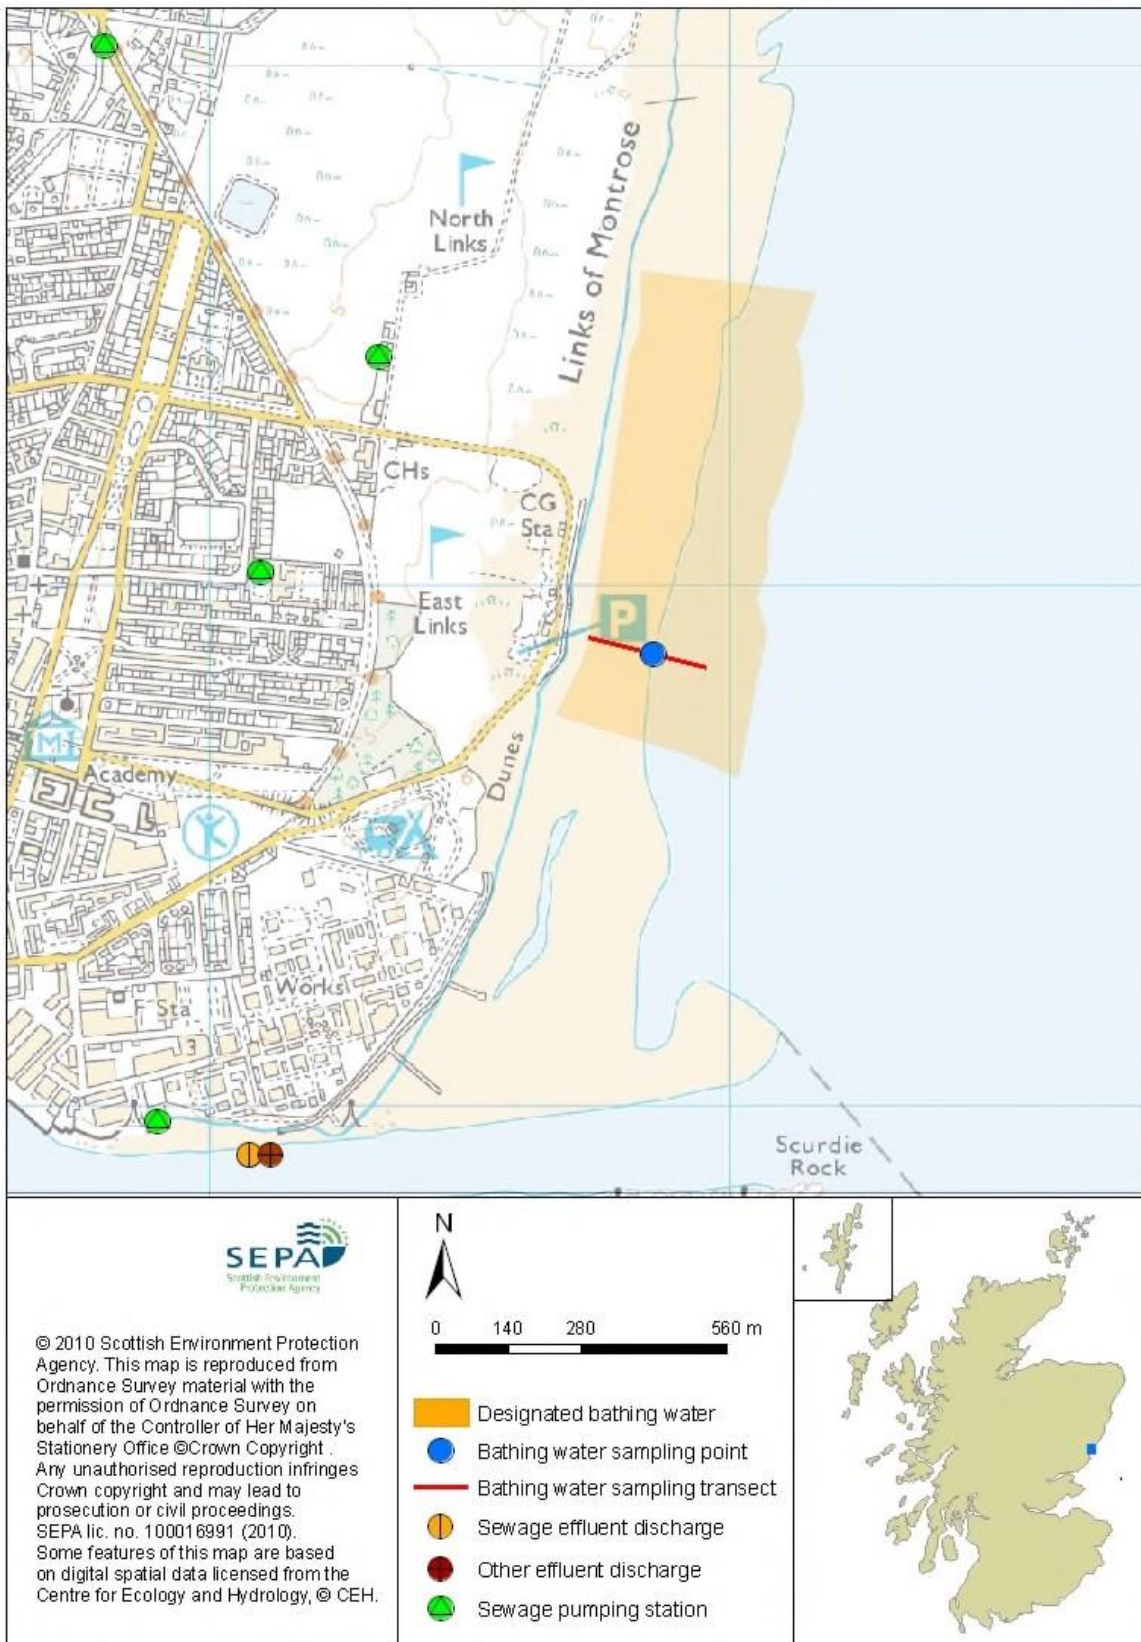 North
Links
Links of Montrose
5
CHs
CG
Sta
East
Links
P
5
6
Dunes
M
Academy
Works
F Sta
3
Scurdie
Rock
SEPA
Scottish Environment
Protection Agency
© 2010 Scottish Environment Protection
Agency. This map is reproduced from
Ordnance Survey material with the
permission of Ordnance Survey on
behalf of the Controller of Her Majesty's
Stationery Office ©Crown Copyright .
Any unauthorised reproduction infringes
Crown copyright and may lead to
prosecution or civil proceedings.
SEPA lic. no. 100016991 (2010).
Some features of this map are based
on digital spatial data licensed from the
Centre for Ecology and Hydrology, © CEH.
N
0 140 280 560 m
Designated bathing water
Bathing water sampling point
Bathing water sampling transect
Sewage effluent discharge
Other effluent discharge
Sewage pumping station